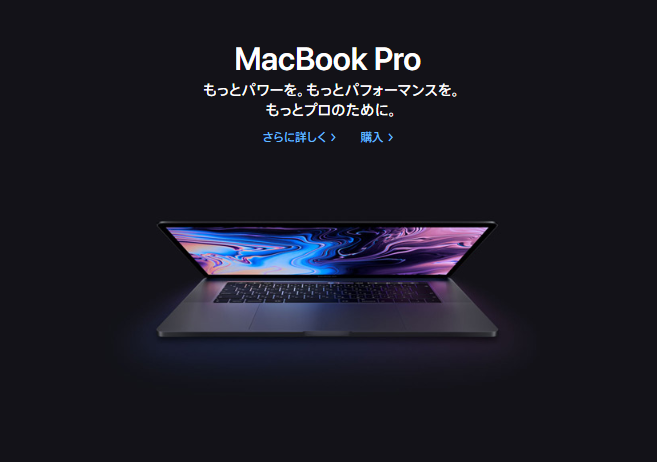 MacBook Pro
もっとパワーを。もっとパフォーマンスを。
もっとプロのために。
さらに詳しく >
購入 >